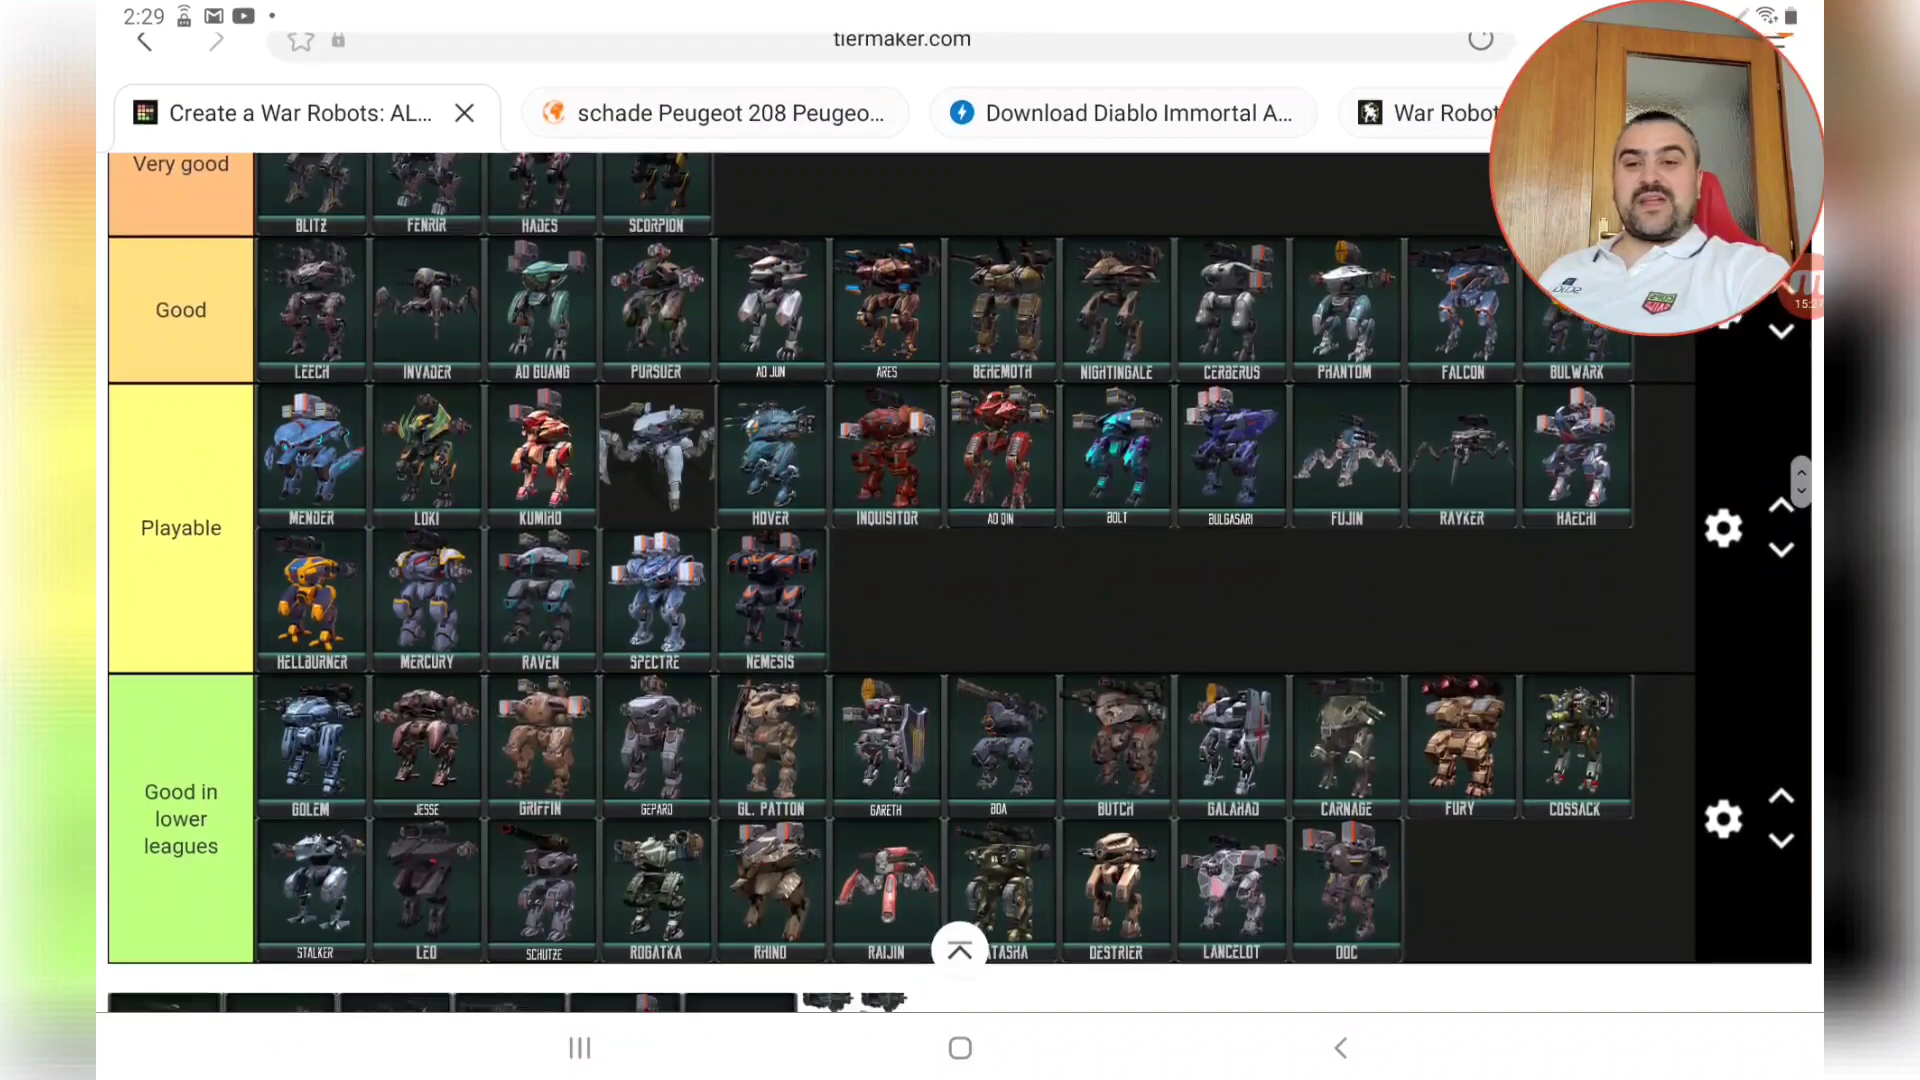 2:29
tiermaker.com
Create a War Robots: AL...
schade Peugeot 208 Peugeo...
Download Diablo Immortal A...
War Robot
Very good
BLITZ FENRIR HADES SCORPION
Good
LEECH INVADER AO GUANG PURSUER AO JUN ARES BEHEMOTH NIGHTINGALE CERBERUS PHANTOM FALCON BULWARK
15:27
Playable
MENDER LOKI KUMIHO HOVER INQUISITOR AO QIN BOLT BULGASARI FUJIN RAYKER HAECHI
HELLBURNER MERCURY RAVEN SPECTRE NEMESIS
Good in
lower
leagues
GOLEM JESSE GRIFFIN GEPARD GL. PATTON GARETH BOA BUTCH GALAHAD CARNAGE FURY COSSACK
STALKER LEO SCHUTZE ROGATKA RHINO RAIJIN TASHA DESTRIER LANCELOT DOC